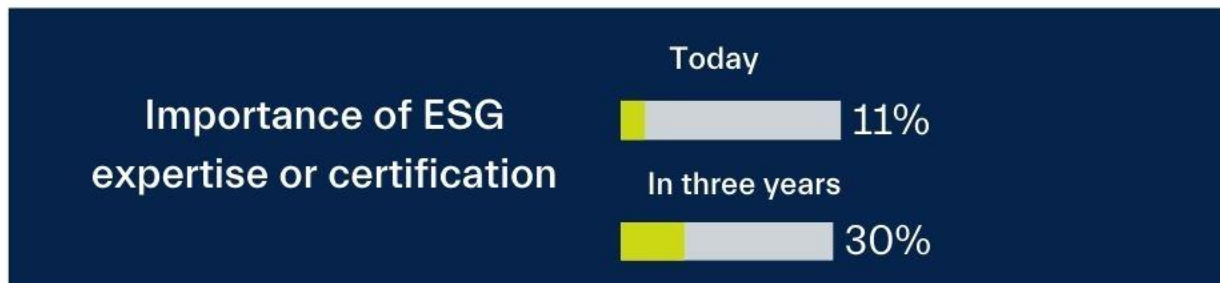 Importance of ESG
expertise or certification
Today
11%
In three years
30%